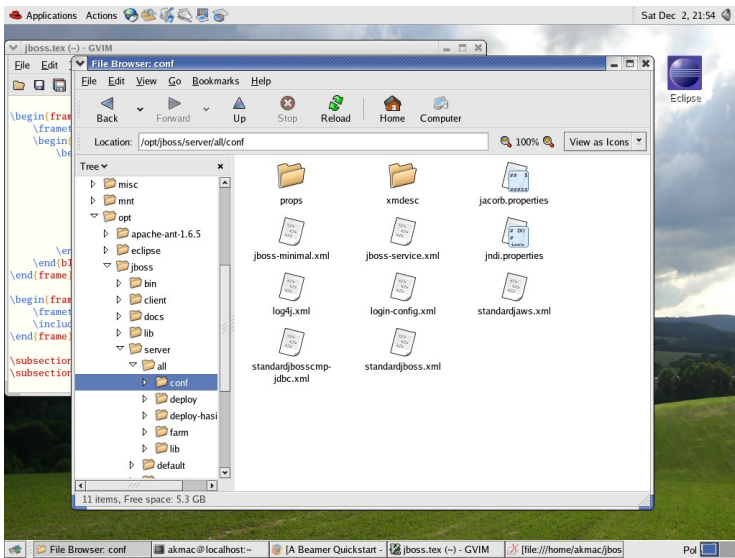 Applications Actions Sat Dec 2, 21:54
jboss.tex (~) - GVIM
File Edit
\begin{fram
\framet
\begin{
\be
\en
\end{bl
\end{frame}
\begin{fram
\framet
\includ
\end{frame}
\subsection
\subsection
File Browser: conf
File Edit View Go Bookmarks Help
Back Forward Up Stop Reload Home Computer
Location: /opt/jboss/server/all/conf 100% View as Icons
Tree
misc
mnt
opt
apache-ant-1.6.5
eclipse
jboss
bin
client
docs
lib
server
all
conf
deploy
deploy-hasi
farm
lib
default
props xmdesc jacorb.properties
jboss-minimal.xml jboss-service.xml jndi.properties
log4j.xml login-config.xml standardjaws.xml
standardjbosscmp-jdbc.xml standardjboss.xml
11 items, Free space: 5.3 GB
Eclipse
File Browser: conf akmac@localhost:~ [A Beamer Quickstart - jboss.tex (~) - GVIM [file:///home/akmac/jbos Pol